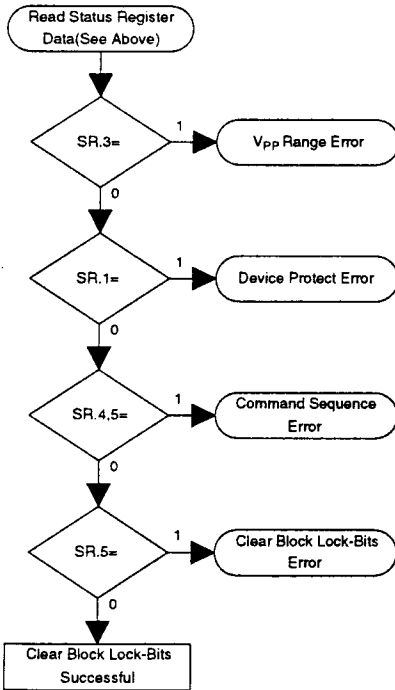 Read Status Register
Data(See Above)
SR.3=
1
VPP Range Error
0
SR.1=
1
Device Protect Error
0
SR.4,5=
1
Command Sequence
Error
0
SR.5=
1
Clear Block Lock-Bits
Error
0
Clear Block Lock-Bits
Successful